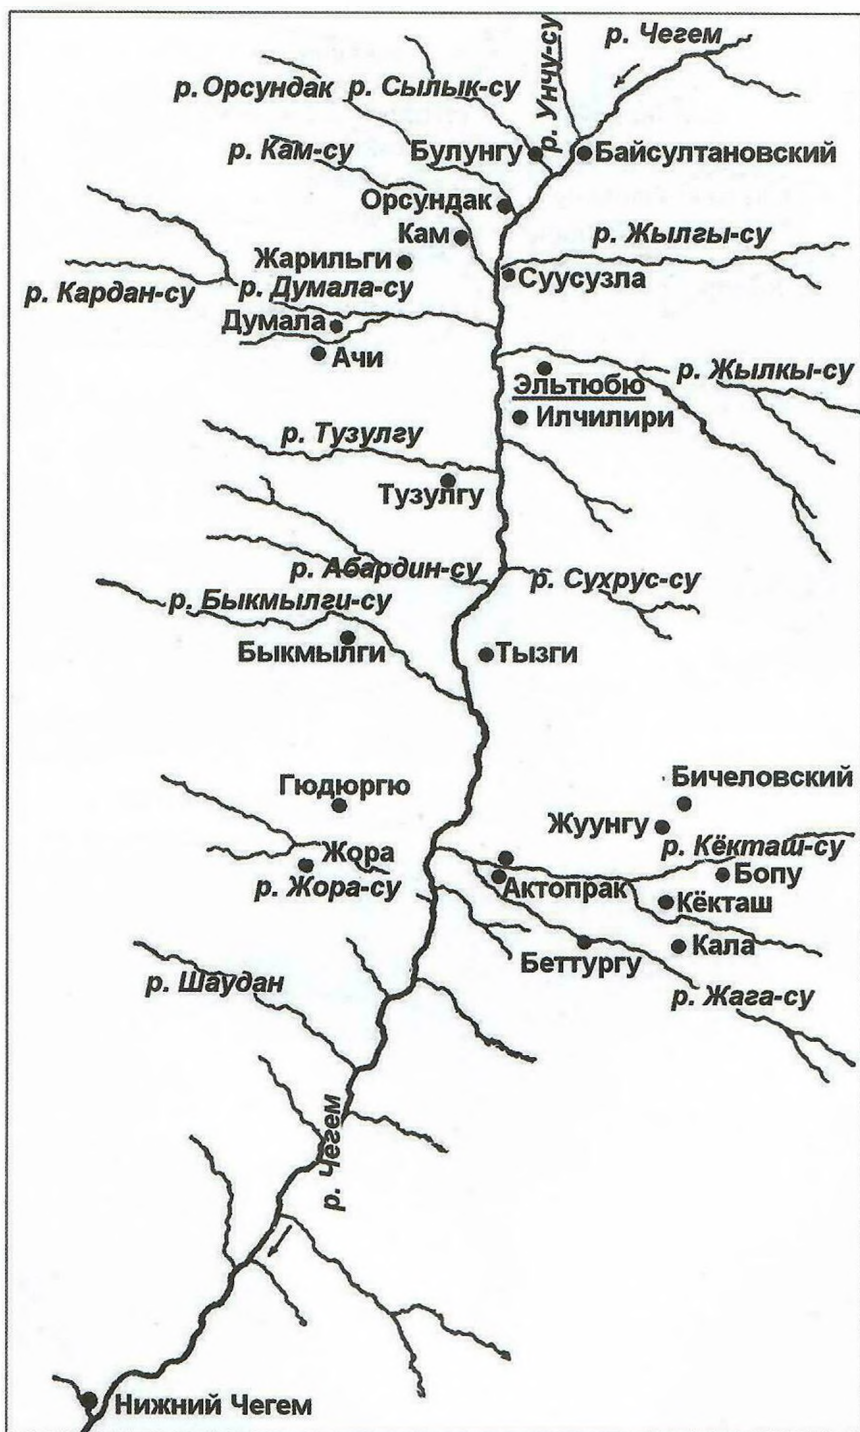 р. Чегем
р. Унчу-су
р. Орсундак
р. Сылык-су
р. Кам-су
Булунгу
Байсултановский
Орсундак
Кам
р. Жылгы-су
Жарильги
Суусузла
р. Кардан-су
р. Думала-су
Думала
Ачи
р. Жылкы-су
Эльтюбю
Илчилири
р. Тузулгу
Тузулгу
р. Абардин-су
р. Сухрус-су
р. Быкмылги-су
Быкмылги
Тызги
Гюдюргю
Бичеловский
Жуунгу
р. Кёкташ-су
Жора
р. Жора-су
Актопрак
Бопу
Кёкташ
Беттургу
Кала
р. Шаудан
р. Жага-су
р. Чегем
Нижний Чегем